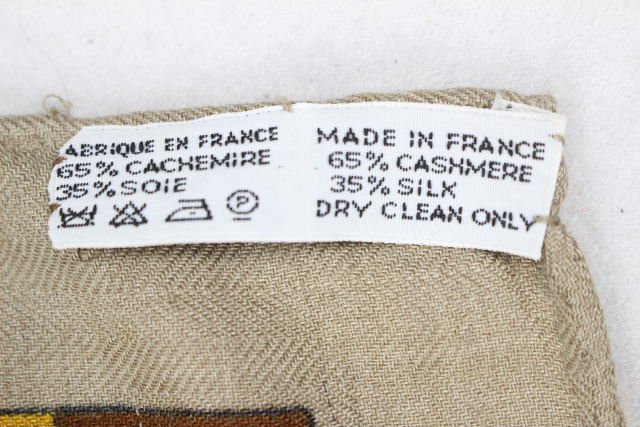 ABRIQUE EN FRANCE
65% CACHEMIRE
35% SOIE
P
MADE IN FRANCE
65% CASHMERE
35% SILK
DRY CLEAN ONLY